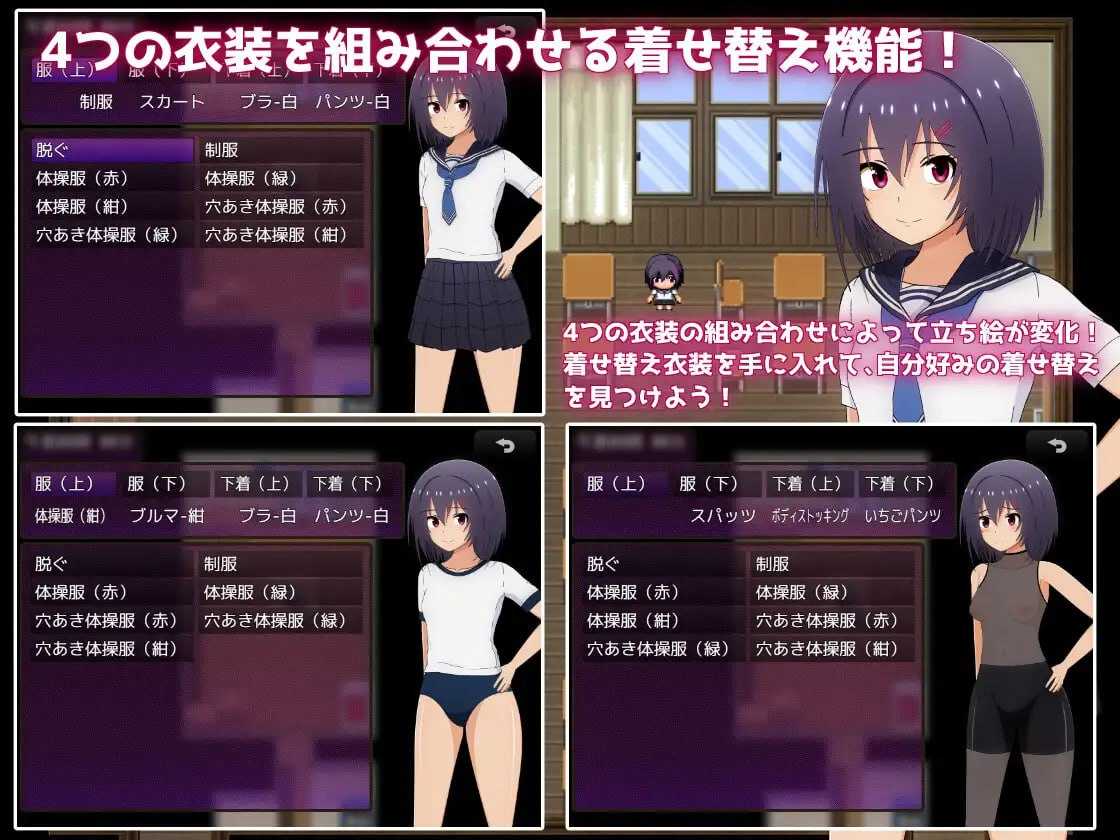 4つの衣装を組み合わせる着せ替え機能！
服（上） 服（下） 下着（上） 下着（下）
制服 スカート ブラ-白 パンツ-白
脱ぐ 制服
体操服（赤） 体操服（緑）
体操服（紺） 穴あき体操服（赤）
穴あき体操服（緑） 穴あき体操服（紺）
4つの衣装の組み合わせによって立ち絵が変化！
着せ替え衣装を手に入れて、自分好みの着せ替え
を見つけよう！
服（上） 服（下） 下着（上） 下着（下）
体操服（紺） ブルマ-紺 ブラ-白 パンツ-白
脱ぐ 制服
体操服（赤） 体操服（緑）
穴あき体操服（赤） 穴あき体操服（緑）
穴あき体操服（紺）
服（上） 服（下） 下着（上） 下着（下）
スパッツ ボディストッキング いちごパンツ
脱ぐ 制服
体操服（赤） 体操服（緑）
体操服（紺） 穴あき体操服（赤）
穴あき体操服（緑） 穴あき体操服（紺）